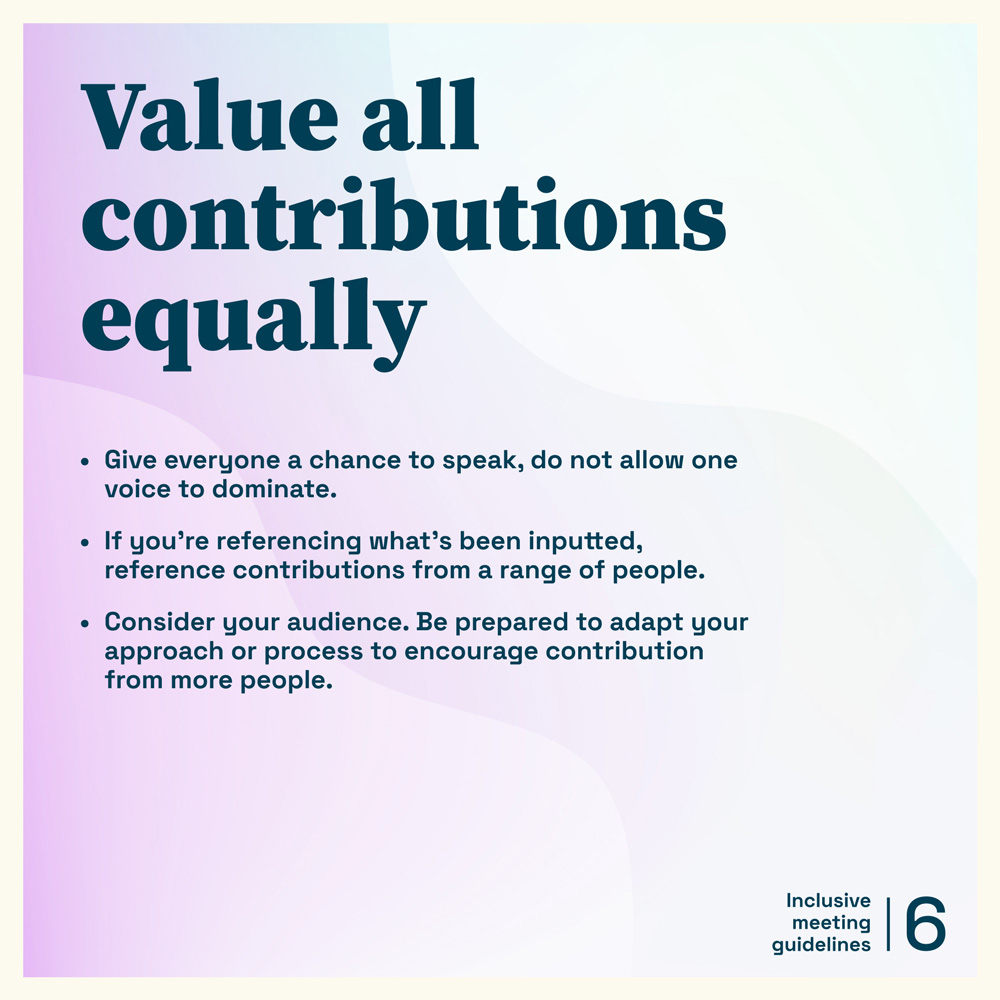 Value all
contributions
equally
• Give everyone a chance to speak, do not allow one
voice to dominate.
• If you’re referencing what’s been inputted,
reference contributions from a range of people.
• Consider your audience. Be prepared to adapt your
approach or process to encourage contribution
from more people.
Inclusive
meeting
guidelines
6